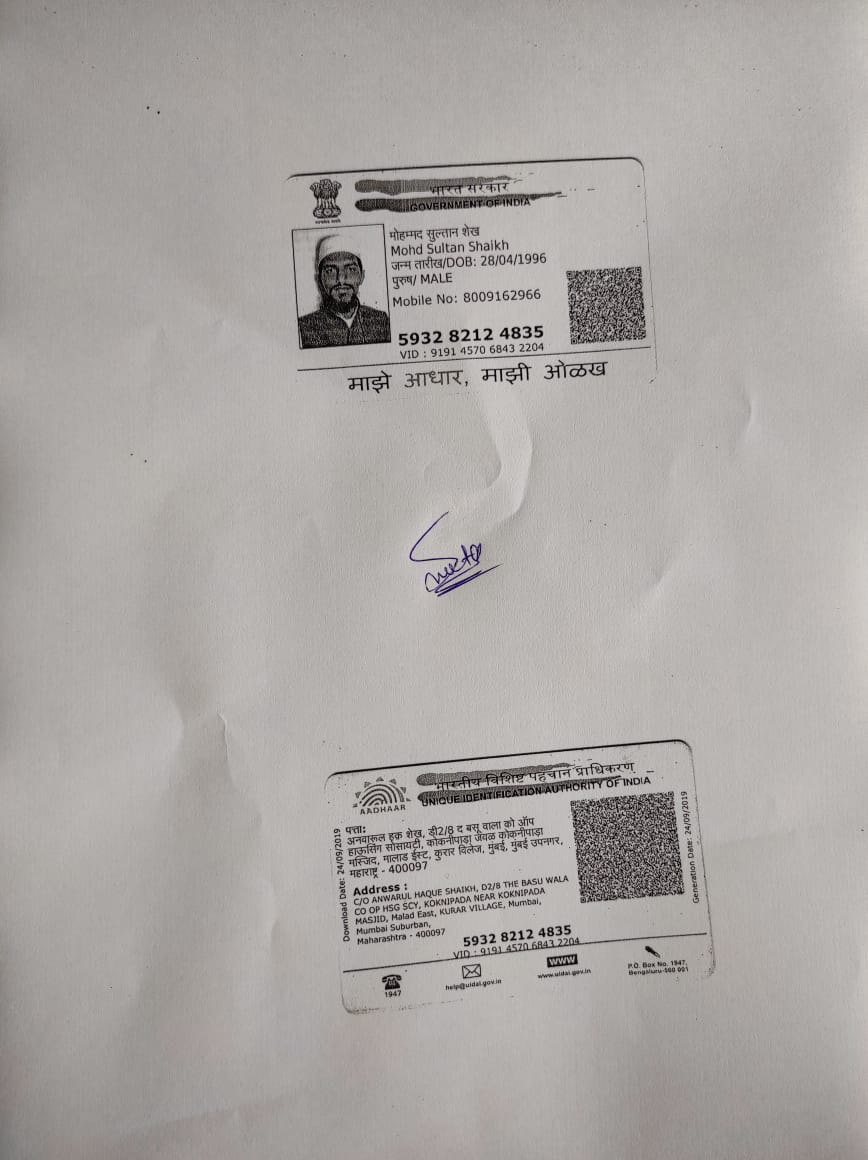 भारत सरकार
GOVERNMENT OF INDIA
मोहम्मद सुल्तान शेख
Mohd Sultan Shaikh
जन्म तारीख/DOB: 28/04/1996
पुरुष/ MALE
Mobile No: 8009162966
5932 8212 4835
VID : 9191 4570 6843 2204
माझे आधार, माझी ओळख
भारतीय विशिष्ट पहचान प्राधिकरण
UNIQUE IDENTIFICATION AUTHORITY OF INDIA
AADHAAR
Download Date: 24/09/2019
Generation Date: 24/09/2019
पत्ता:
अनवारूल हक शेख, डी2/8 द बसू वाला को ऑप
हाऊसिंग सोसायटी, कोकनीपाडा जवळ कोकनीपाडा
मस्जिद, मालाड ईस्ट, कुरार विलेज, मुंबई, मुंबई उपनगर,
महाराष्ट्र - 400097
Address :
C/O ANWARUL HAQUE SHAIKH, D2/8 THE BASU WALA
CO OP HSG SCY, KOKNIPADA NEAR KOKNIPADA
MASJID, Malad East, KURAR VILLAGE, Mumbai,
Mumbai Suburban,
Maharashtra - 400097
5932 8212 4835
VID : 9191 4570 6843 2204
1947
help@uidai.gov.in
www
www.uidai.gov.in
P.O. Box No. 1947,
Bengaluru-560 001